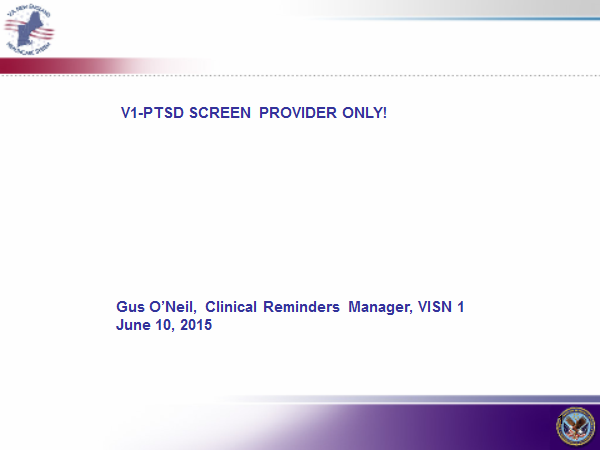 VA NEW ENGLAND
HEALTHCARE SYSTEM
V1-PTSD SCREEN PROVIDER ONLY!
Gus O’Neil, Clinical Reminders Manager, VISN 1
June 10, 2015